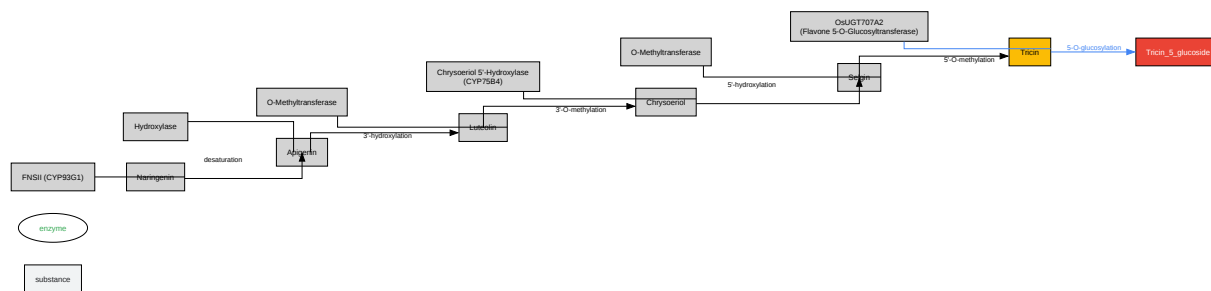 OsUGT707A2
(Flavone 5-O-Glucosyltransferase)
O-Methyltransferase
Tricin
5-O-glucosylation
Tricin_5_glucoside
5'-O-methylation
Chrysoeriol 5'-Hydroxylase
(CYP75B4)
Selgin
5'-hydroxylation
O-Methyltransferase
Chrysoeriol
3'-O-methylation
Hydroxylase
Luteolin
3'-hydroxylation
Apigenin
desaturation
FNSII (CYP93G1)
Naringenin
enzyme
substance